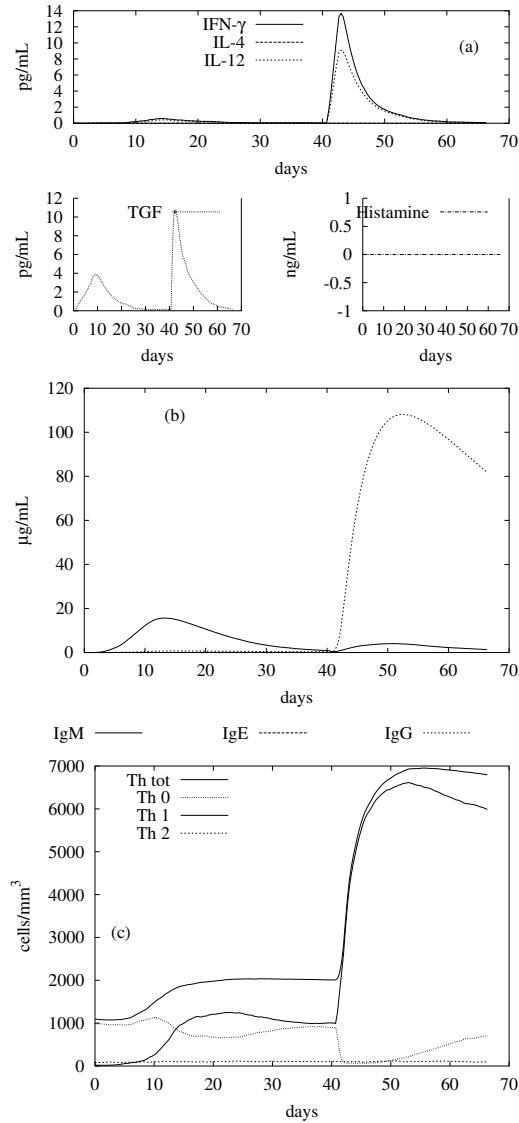 14
12
10
8
6
4
2
0
pg/mL
IFN-γ
IL-4
IL-12
(a)
0 10 20 30 40 50 60 70
days
12
10
8
6
4
2
0
pg/mL
TGF
0 10 20 30 40 50 60 70
days
1
0.5
0
-0.5
-1
ng/mL
Histamine
0 10 20 30 40 50 60 70
days
120
100
80
60
40
20
0
µg/mL
(b)
0 10 20 30 40 50 60 70
days
IgM IgE IgG
7000
6000
5000
4000
3000
2000
1000
0
cells/mm³
Th tot
Th 0
Th 1
Th 2
(c)
0 10 20 30 40 50 60 70
days